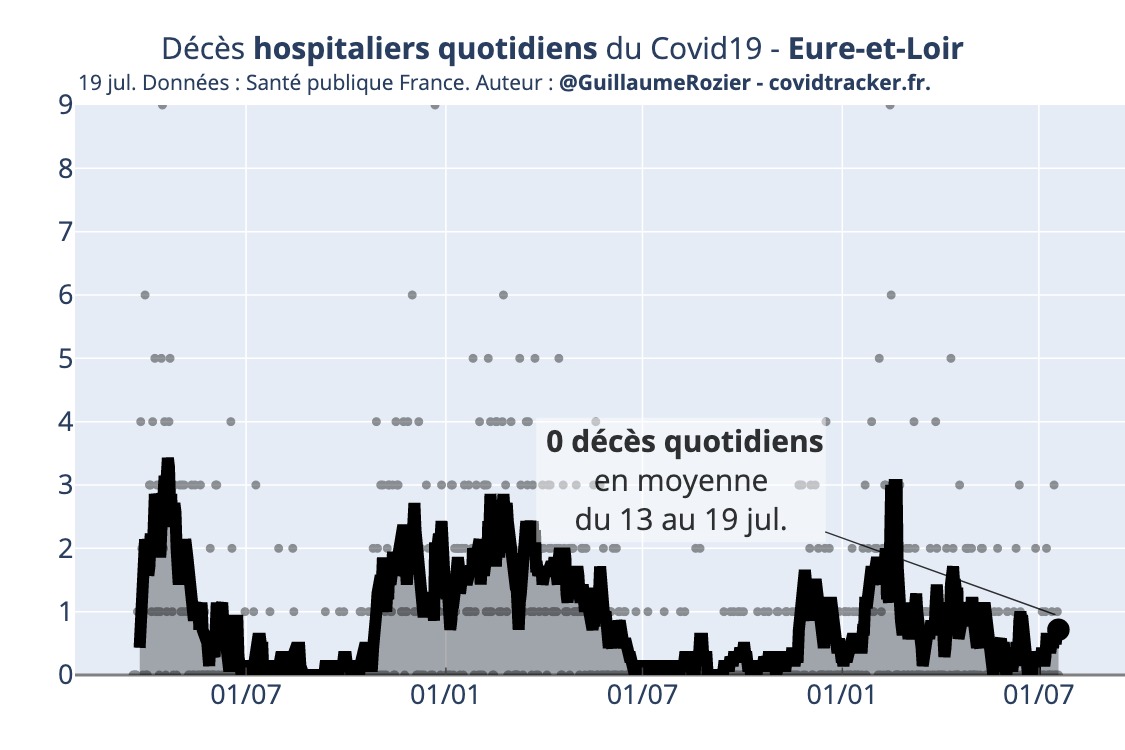 Décès hospitaliers quotidiens du Covid19 - Eure-et-Loir
19 jul. Données : Santé publique France. Auteur : @GuillaumeRozier - covidtracker.fr.
9
8
7
6
5
4
0 décès quotidiens
3
en moyenne
du 13 au 19 jul.
2
1
0
01/07 01/01 01/07 01/01 01/07